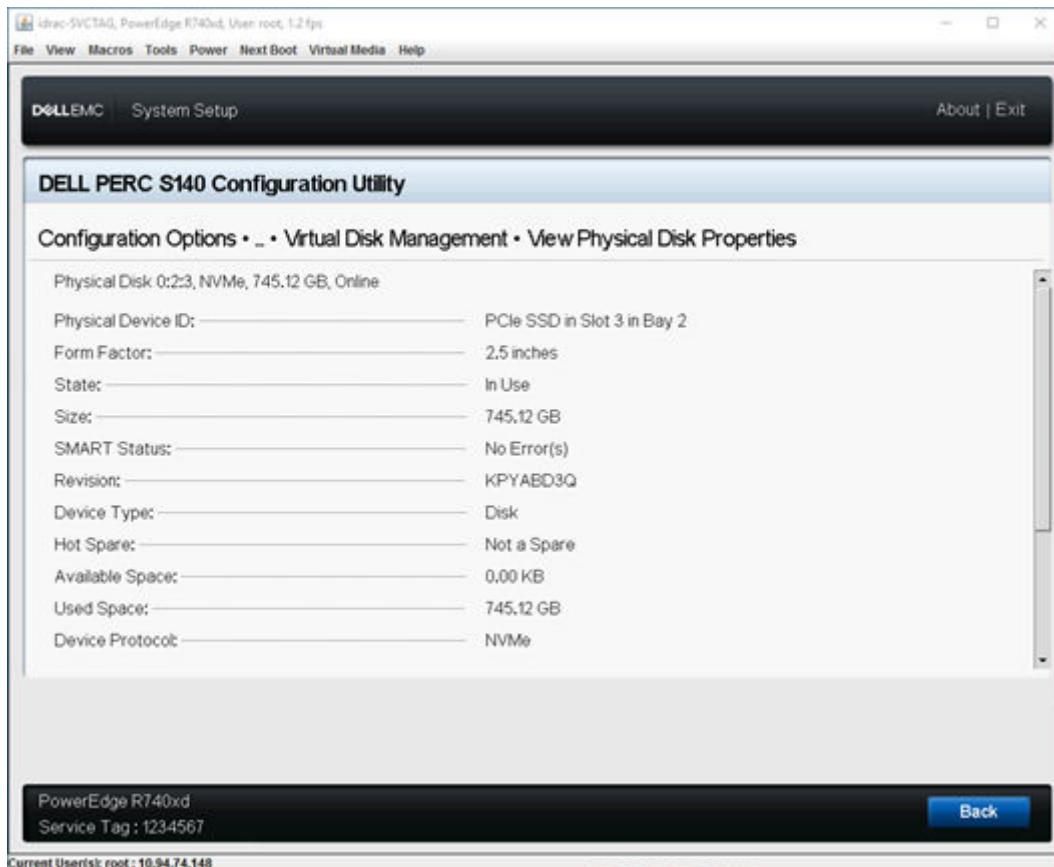 idrac-SVCTAG, PowerEdge R740xd, User: root, 1.2 fps
File View Macros Tools Power Next Boot Virtual Media Help
DELLEMC System Setup About | Exit
DELL PERC S140 Configuration Utility
Configuration Options • .. • Virtual Disk Management • View Physical Disk Properties
Physical Disk 0:2:3, NVMe, 745.12 GB, Online
Physical Device ID: PCIe SSD in Slot 3 in Bay 2
Form Factor: 2.5 inches
State: In Use
Size: 745.12 GB
SMART Status: No Error(s)
Revision: KPYABD3Q
Device Type: Disk
Hot Spare: Not a Spare
Available Space: 0.00 KB
Used Space: 745.12 GB
Device Protocol: NVMe
PowerEdge R740xd
Service Tag : 1234567
Back
Current User(s): root : 10.94.74.148